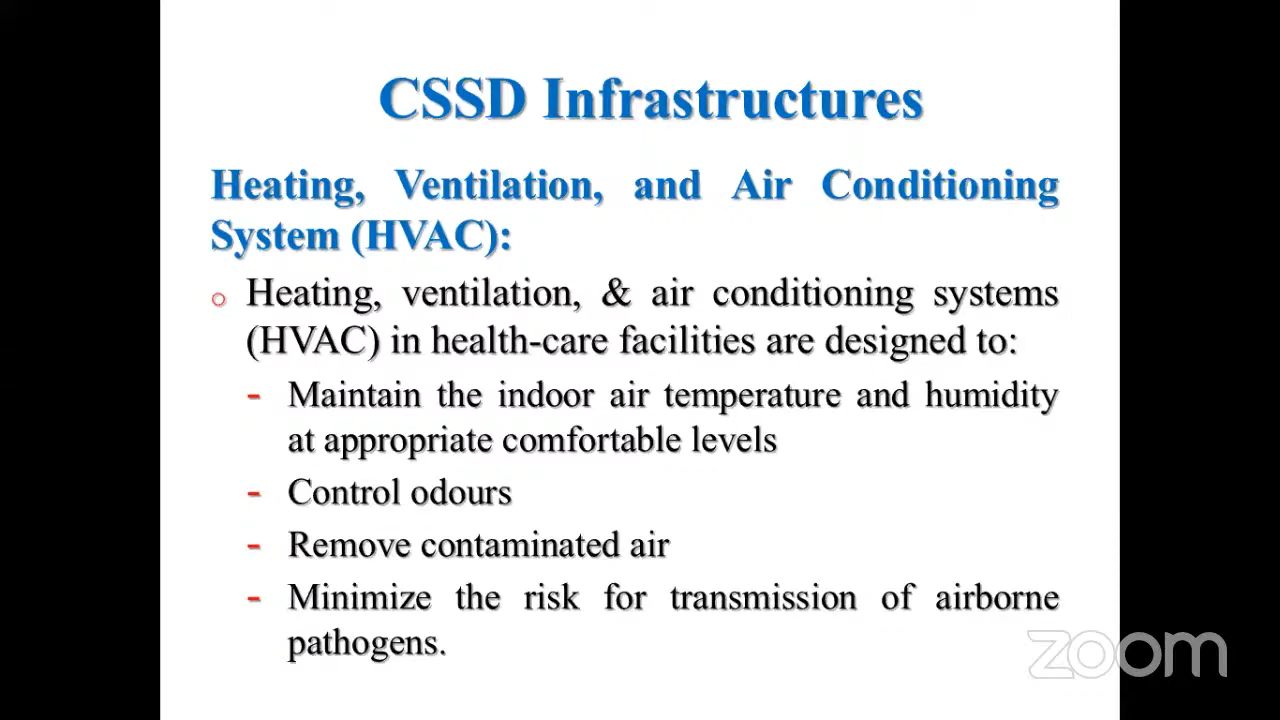 CSSD Infrastructures
Heating, Ventilation, and Air Conditioning
System (HVAC):
o Heating, ventilation, & air conditioning systems
(HVAC) in health-care facilities are designed to:
- Maintain the indoor air temperature and humidity
at appropriate comfortable levels
- Control odours
- Remove contaminated air
- Minimize the risk for transmission of airborne
pathogens.
zoom